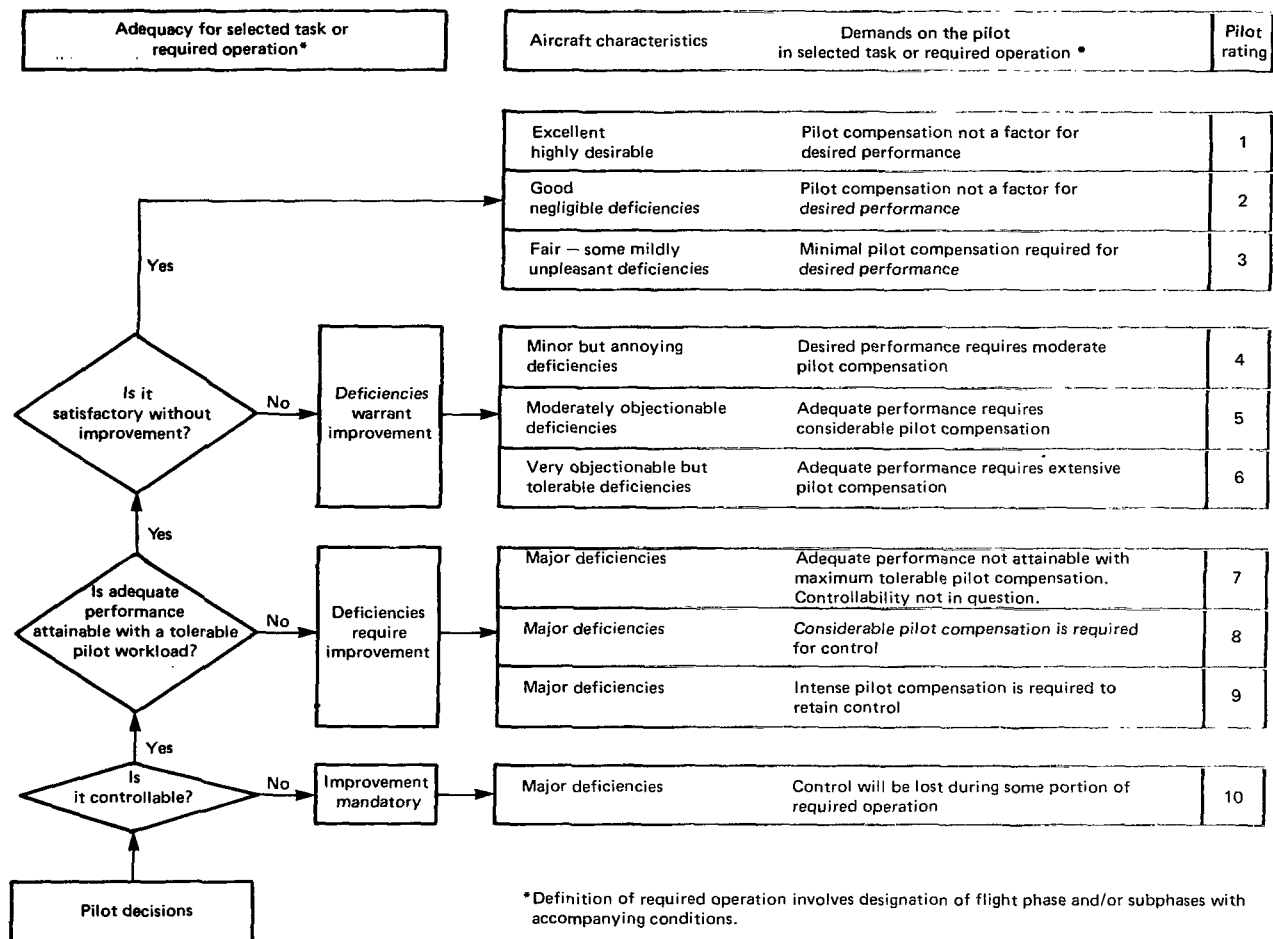 Adequacy for selected task or
required operation*
Aircraft characteristics
Demands on the pilot
in selected task or required operation *
Pilot
rating
Excellent
highly desirable
Pilot compensation not a factor for
desired performance
1
Good
negligible deficiencies
Pilot compensation not a factor for
desired performance
2
Fair — some mildly
unpleasant deficiencies
Minimal pilot compensation required for
desired performance
3
Yes
Is it
satisfactory without
improvement?
No
Deficiencies
warrant
improvement
Minor but annoying
deficiencies
Desired performance requires moderate
pilot compensation
4
Moderately objectionable
deficiencies
Adequate performance requires
considerable pilot compensation
5
Very objectionable but
tolerable deficiencies
Adequate performance requires extensive
pilot compensation
6
Yes
Is adequate
performance
attainable with a tolerable
pilot workload?
No
Deficiencies
require
improvement
Major deficiencies
Adequate performance not attainable with
maximum tolerable pilot compensation.
Controllability not in question.
7
Major deficiencies
Considerable pilot compensation is required
for control
8
Major deficiencies
Intense pilot compensation is required to
retain control
9
Yes
Is
it controllable?
No
Improvement
mandatory
Major deficiencies
Control will be lost during some portion of
required operation
10
Pilot decisions
*Definition of required operation involves designation of flight phase and/or subphases with
accompanying conditions.